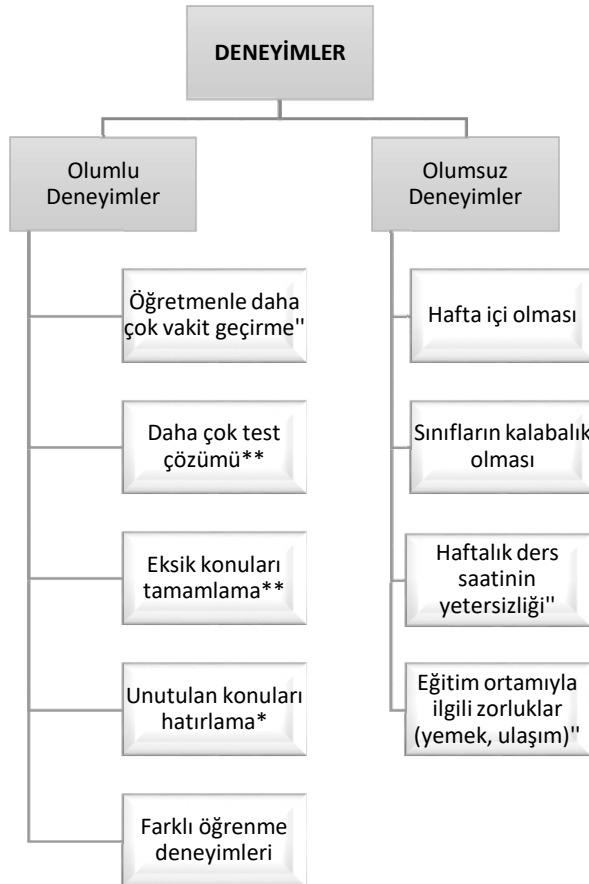 DENEYİMLER
Olumlu
Deneyimler
Öğretmenle daha
çok vakit geçirme''
Daha çok test
çözümü**
Eksik konuları
tamamlama**
Unutulan konuları
hatırlama*
Farklı öğrenme
deneyimleri
Olumsuz
Deneyimler
Hafta içi olması
Sınıfların kalabalık
olması
Haftalık ders
saatinin
yetersizliği''
Eğitim ortamıyla
ilgili zorluklar
(yemek, ulaşım)''